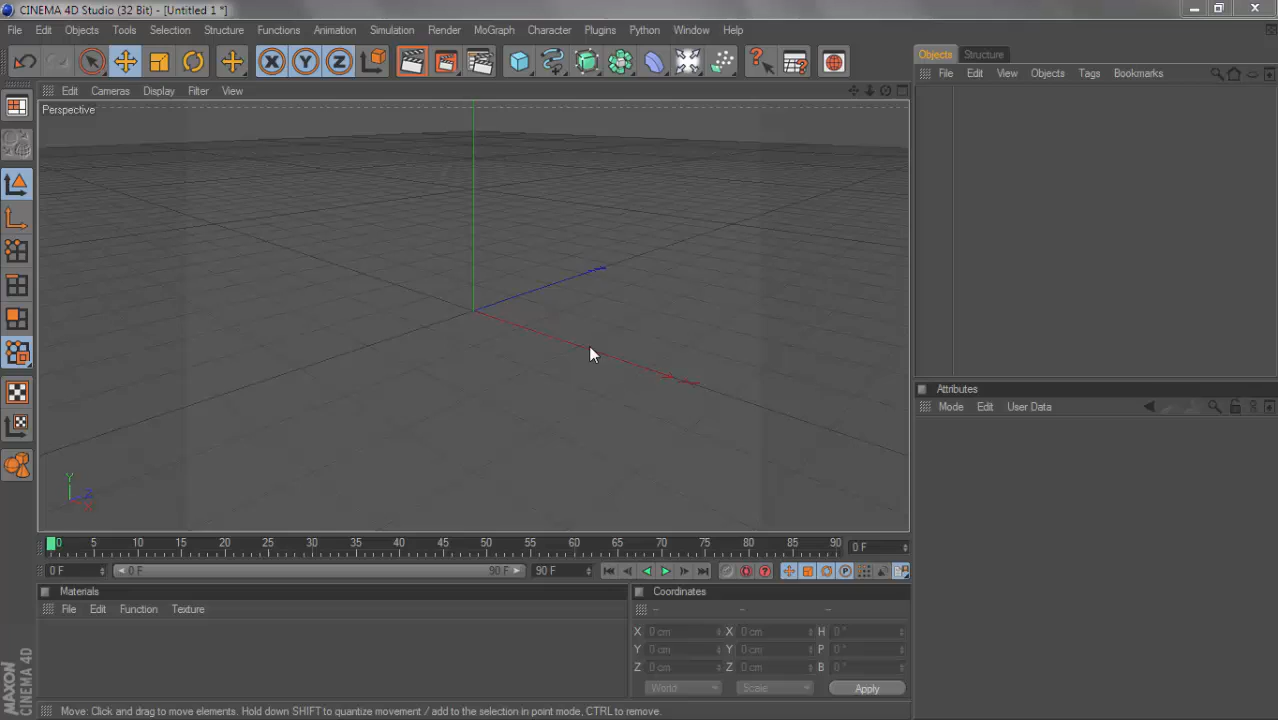 CINEMA 4D Studio (32 Bit) - [Untitled 1 *]
File Edit Objects Tools Selection Structure Functions Animation Simulation Render MoGraph Character Plugins Python Window Help
X Y Z
Objects Structure
File Edit View Objects Tags Bookmarks
Edit Cameras Display Filter View
Perspective
Y
Z
X
Attributes
Mode Edit User Data
0 5 10 15 20 25 30 35 40 45 50 55 60 65 70 75 80 85 90 0 F
0 F 0 F 90 F 90 F
Materials
File Edit Function Texture
Coordinates
-- -- --
X 0 cm X 0 cm H 0 °
Y 0 cm Y 0 cm P 0 °
Z 0 cm Z 0 cm B 0 °
World Scale Apply
MAXON
CINEMA 4D
Move: Click and drag to move elements. Hold down SHIFT to quantize movement / add to the selection in point mode, CTRL to remove.